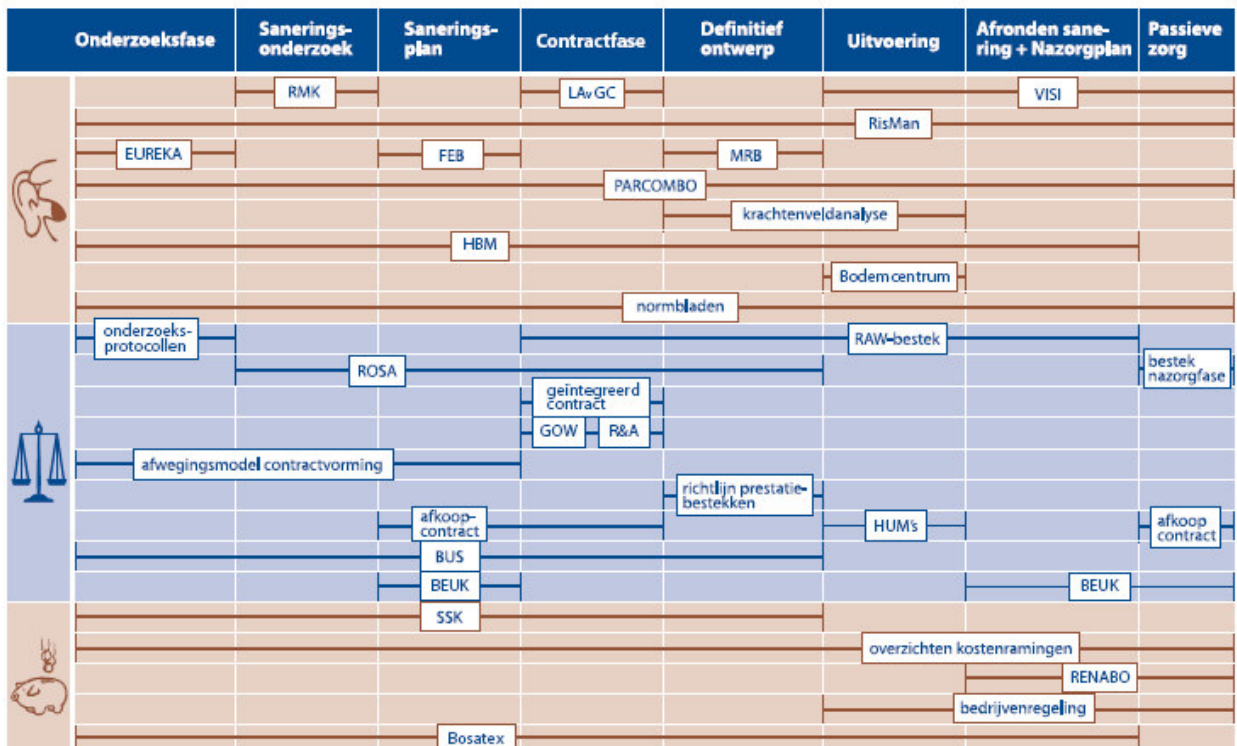 Onderzoeksfase
Sanerings-
onderzoek
Sanerings-
plan
Contractfase
Definitief
ontwerp
Uitvoering
Afronden sane-
ring + Nazorgplan
Passieve
zorg
RMK
LAvGC
VISI
RisMan
EUREKA
FEB
MRB
PARCOMBO
krachtenveldanalyse
HBM
Bodemcentrum
normbladen
onderzoeks-
protocollen
RAW-bestek
ROSA
bestek
nazorgfase
geïntegreerd
contract
GOW
R&A
afwegingsmodel contractvorming
richtlijn prestatie-
bestekken
afkoop-
contract
HUM's
afkoop
contract
BUS
BEUK
BEUK
SSK
overzichten kostenramingen
RENABO
bedrijvenregeling
Bosatex